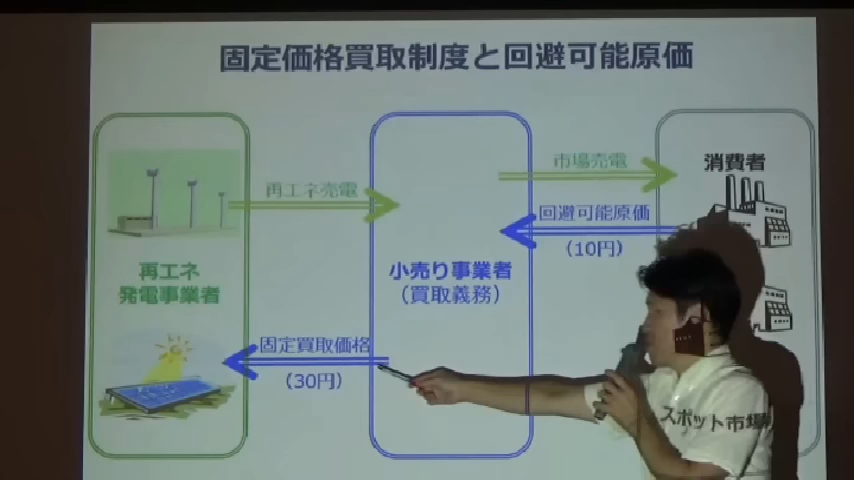 固定価格買取制度と回避可能原価
市場売電
消費者
再エネ売電
回避可能原価
(10円)
再エネ
発電事業者
小売り事業者
(買取義務)
固定買取価格
(30円)
スポット市場